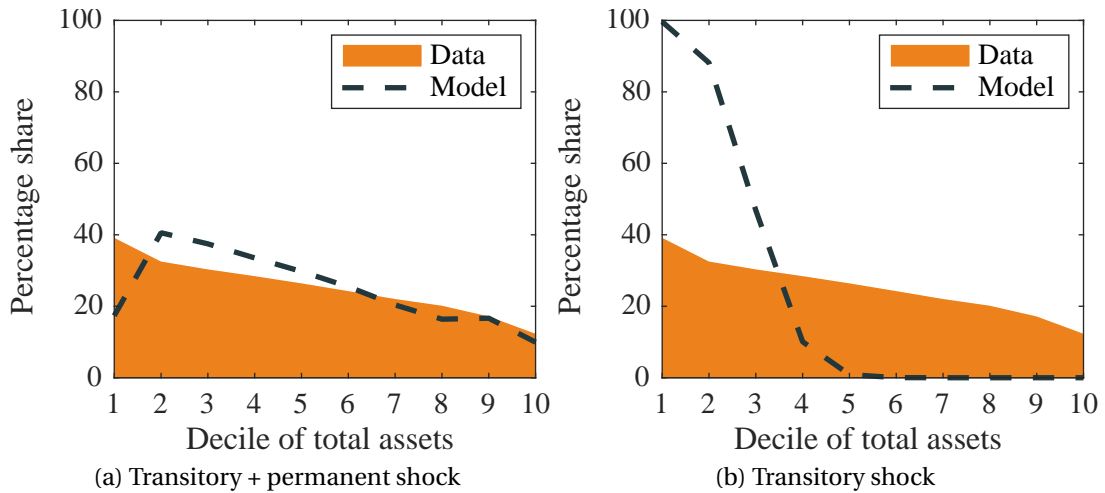 100
80
60
40
20
0
Percentage share
Data
Model
1 2 3 4 5 6 7 8 9 10
Decile of total assets
(a) Transitory + permanent shock
100
80
60
40
20
0
Percentage share
Data
Model
1 2 3 4 5 6 7 8 9 10
Decile of total assets
(b) Transitory shock